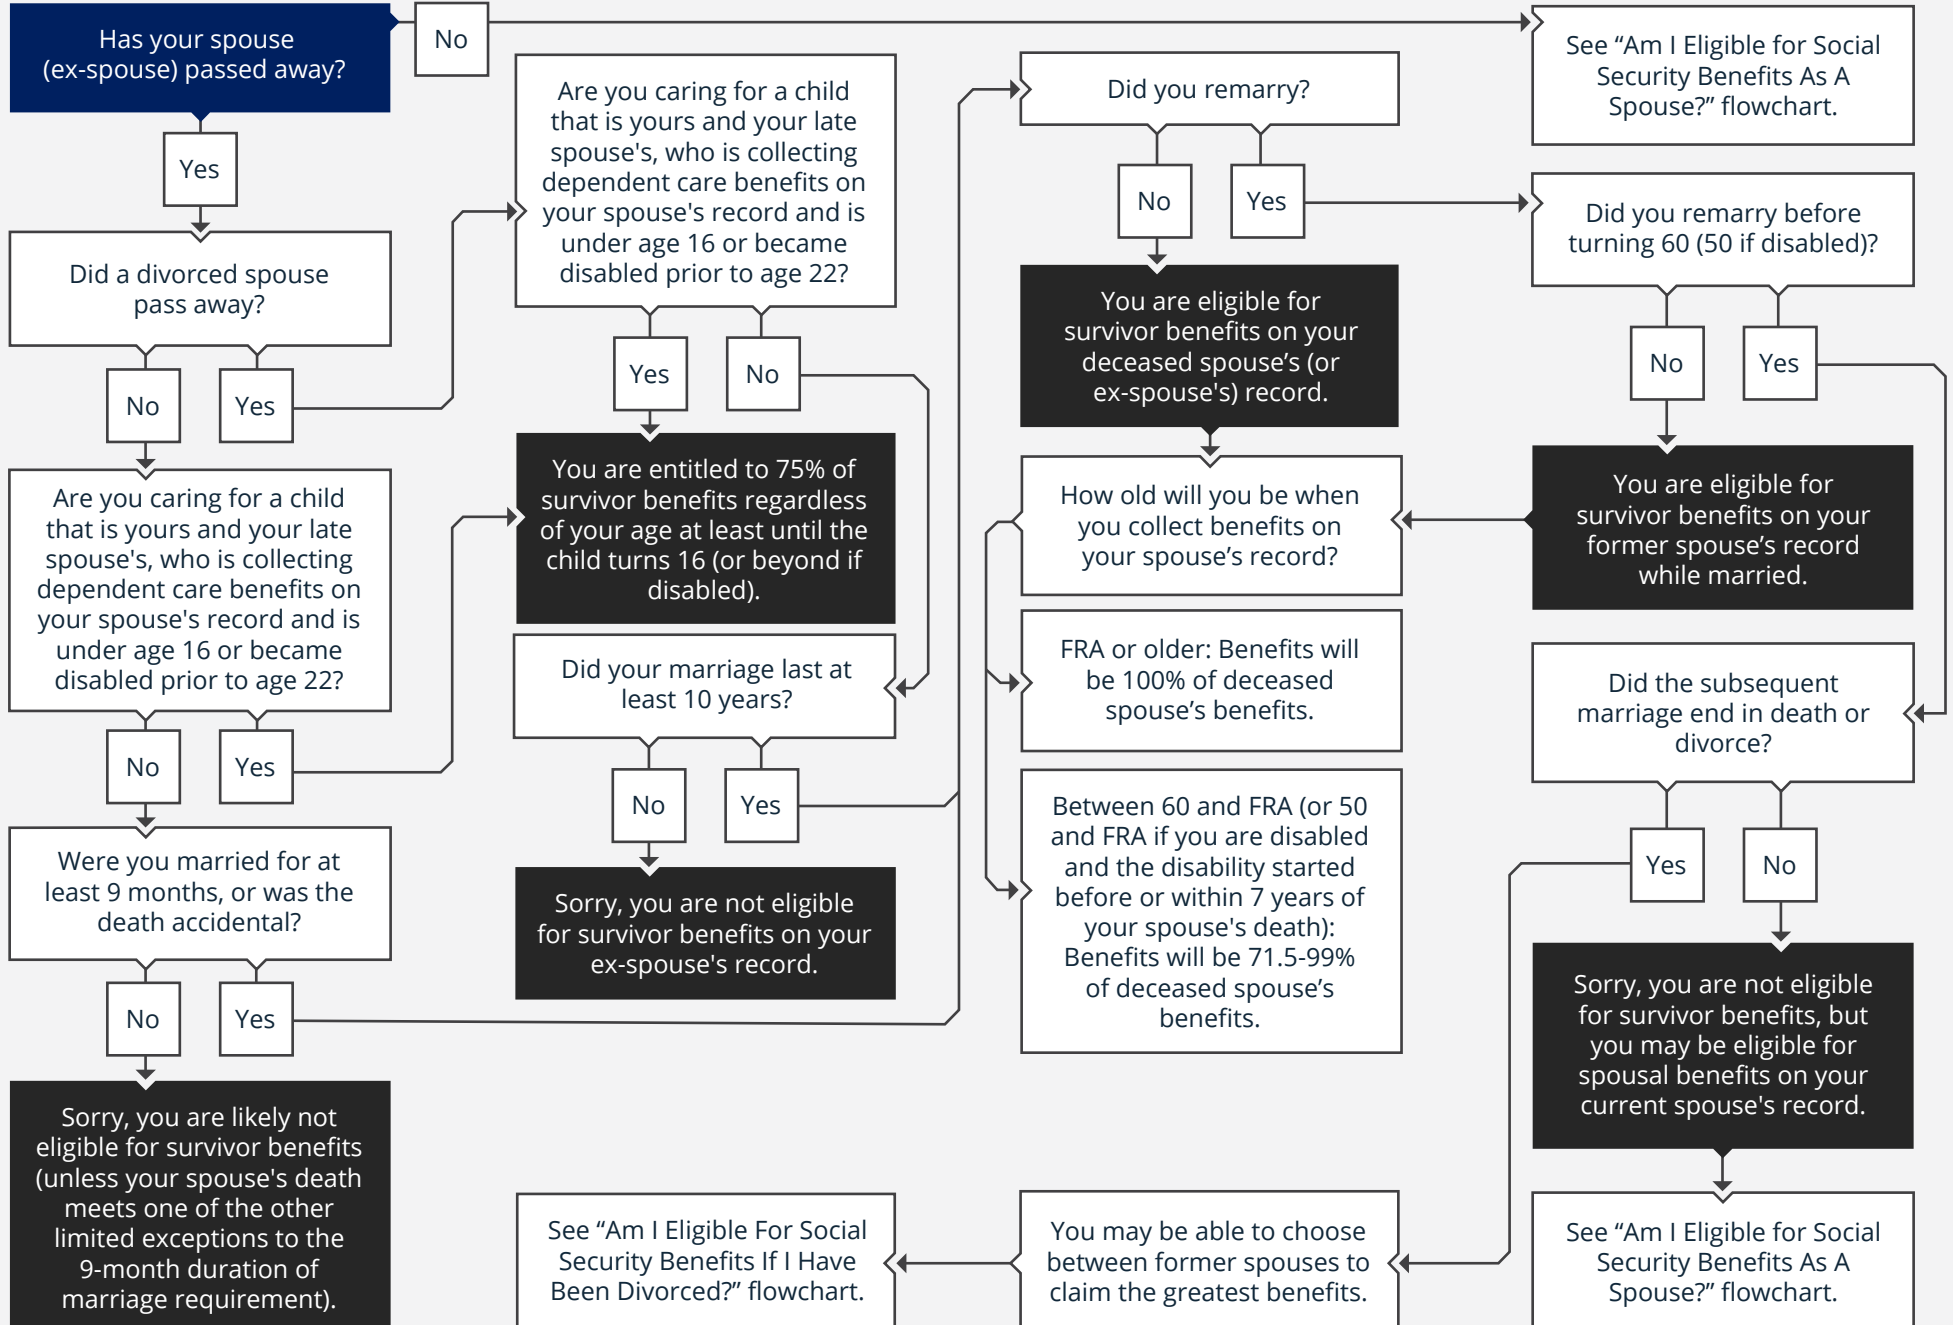 Has your spouse
(ex-spouse) passed away?
No
See “Am I Eligible for Social
Security Benefits As A
Spouse?” flowchart.
Yes
Did a divorced spouse
pass away?
No
Yes
Are you caring for a child
that is yours and your late
spouse's, who is collecting
dependent care benefits on
your spouse's record and is
under age 16 or became
disabled prior to age 22?
No
Yes
Were you married for at
least 9 months, or was the
death accidental?
No
Yes
Sorry, you are likely not
eligible for survivor benefits
(unless your spouse's death
meets one of the other
limited exceptions to the
9-month duration of
marriage requirement).
Are you caring for a child
that is yours and your late
spouse's, who is collecting
dependent care benefits on
your spouse's record and is
under age 16 or became
disabled prior to age 22?
Yes
No
You are entitled to 75% of
survivor benefits regardless
of your age at least until the
child turns 16 (or beyond if
disabled).
Did your marriage last at
least 10 years?
No
Yes
Sorry, you are not eligible
for survivor benefits on your
ex-spouse's record.
Did you remarry?
No
Yes
You are eligible for
survivor benefits on your
deceased spouse’s (or
ex-spouse's) record.
How old will you be when
you collect benefits on
your spouse’s record?
FRA or older: Benefits will
be 100% of deceased
spouse’s benefits.
Between 60 and FRA (or 50
and FRA if you are disabled
and the disability started
before or within 7 years of
your spouse's death):
Benefits will be 71.5-99%
of deceased spouse’s
benefits.
Did you remarry before
turning 60 (50 if disabled)?
No
Yes
You are eligible for
survivor benefits on your
former spouse’s record
while married.
Did the subsequent
marriage end in death or
divorce?
Yes
No
Sorry, you are not eligible
for survivor benefits, but
you may be eligible for
spousal benefits on your
current spouse's record.
See “Am I Eligible for Social
Security Benefits As A
Spouse?” flowchart.
You may be able to choose
between former spouses to
claim the greatest benefits.
See “Am I Eligible For Social
Security Benefits If I Have
Been Divorced?” flowchart.